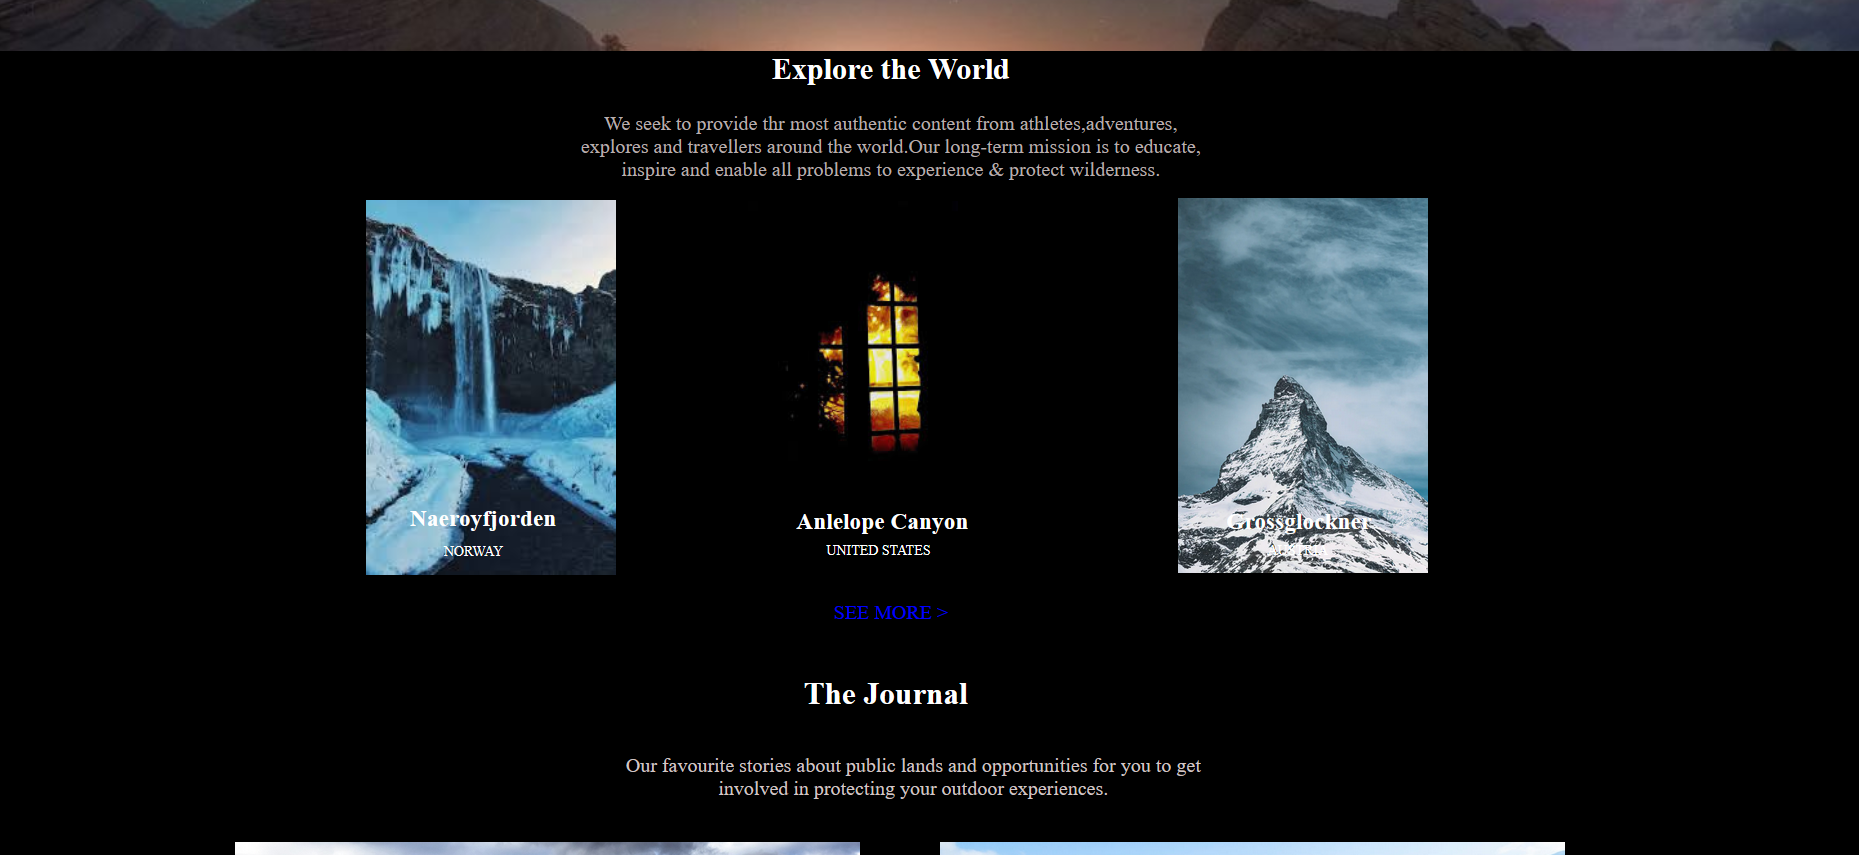 Explore the World
We seek to provide thr most authentic content from athletes,adventures,
explores and travellers around the world.Our long-term mission is to educate,
inspire and enable all problems to experience & protect wilderness.
Naeroyfjorden
NORWAY
Anlelope Canyon
UNITED STATES
Grossglockner
SEE MORE >
The Journal
Our favourite stories about public lands and opportunities for you to get
involved in protecting your outdoor experiences.